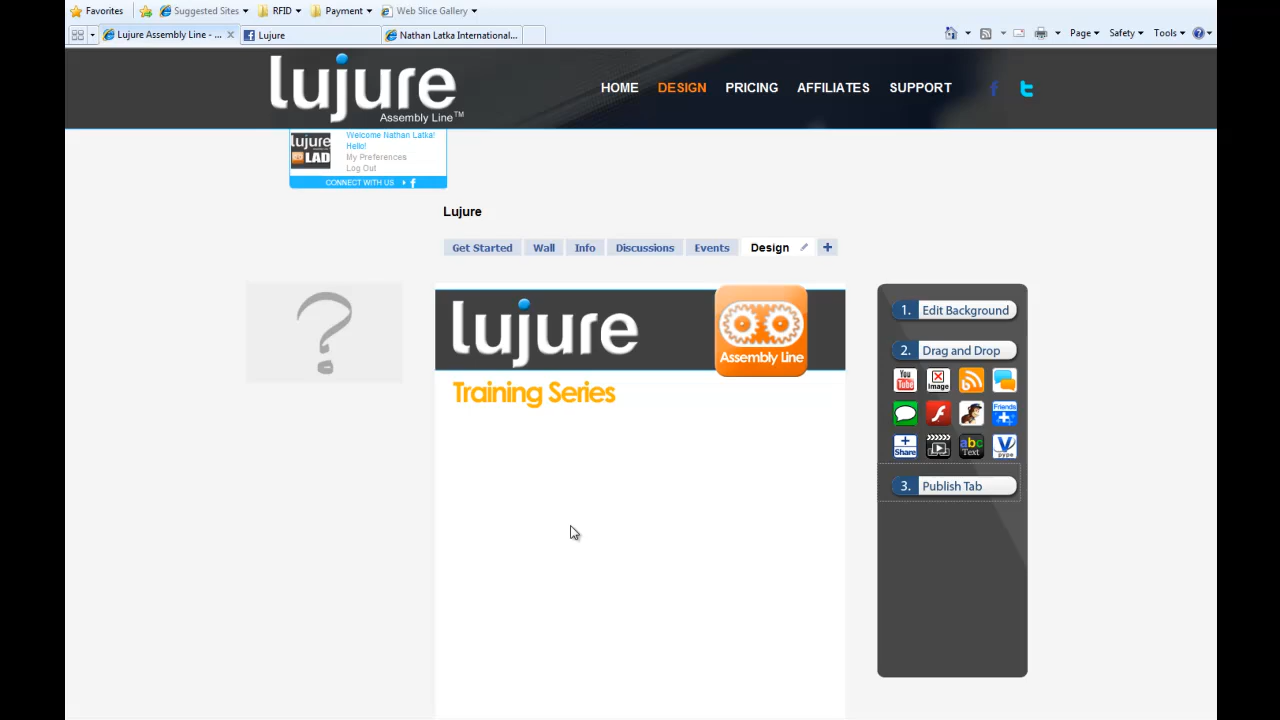 Favorites Suggested Sites RFID Payment Web Slice Gallery
Lujure Assembly Line - ... Lujure Nathan Latka International... Page Safety Tools
lujure
Assembly Line™
HOME DESIGN PRICING AFFILIATES SUPPORT
lujure
LAD
Welcome Nathan Latka!
Hello!
My Preferences
Log Out
CONNECT WITH US
Lujure
Get Started Wall Info Discussions Events Design +
?
lujure
Assembly Line
Training Series
1. Edit Background
2. Drag and Drop
You Tube
Image
Friends
+
+ Share
abc Text
V pype
3. Publish Tab